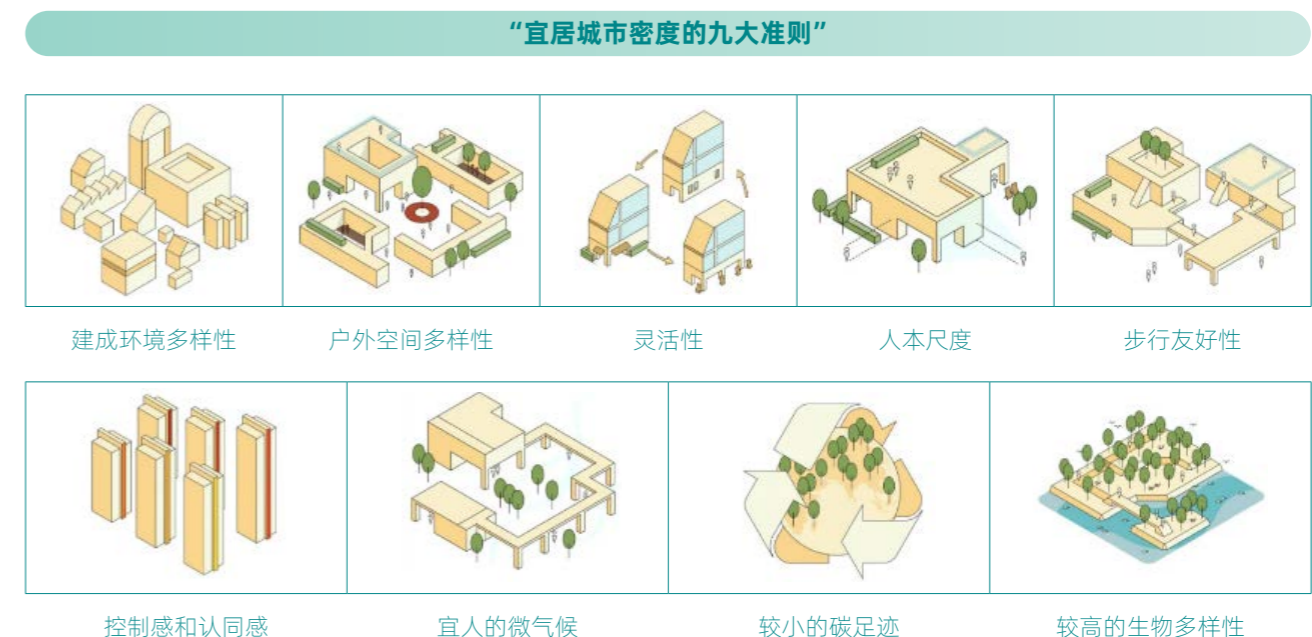 “宜居城市密度的九大准则”
建成环境多样性
户外空间多样性
灵活性
人本尺度
步行友好性
控制感和认同感
宜人的微气候
较小的碳足迹
较高的生物多样性